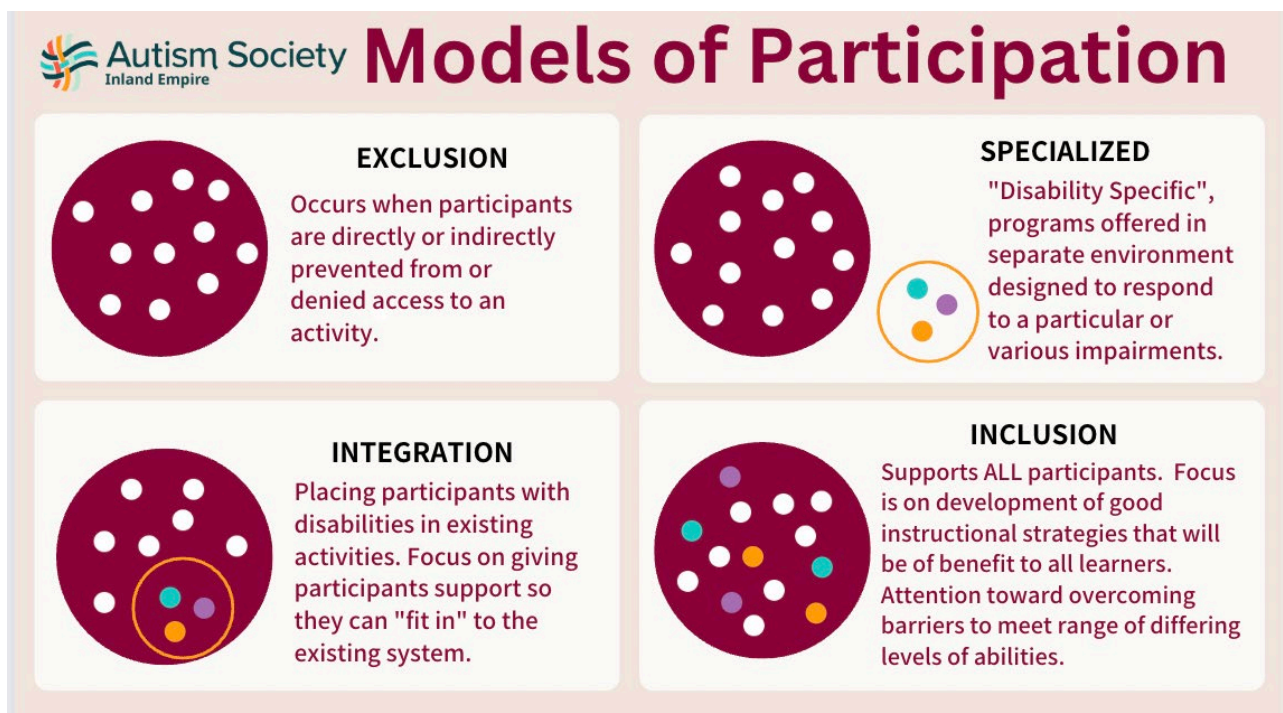 Autism Society
Inland Empire
Models of Participation
EXCLUSION
Occurs when participants
are directly or indirectly
prevented from or
denied access to an
activity.
SPECIALIZED
"Disability Specific",
programs offered in
separate environment
designed to respond
to a particular or
various impairments.
INTEGRATION
Placing participants with
disabilities in existing
activities. Focus on giving
participants support so
they can "fit in" to the
existing system.
INCLUSION
Supports ALL participants.  Focus
is on development of good
instructional strategies that will
be of benefit to all learners.
Attention toward overcoming
barriers to meet range of differing
levels of abilities.